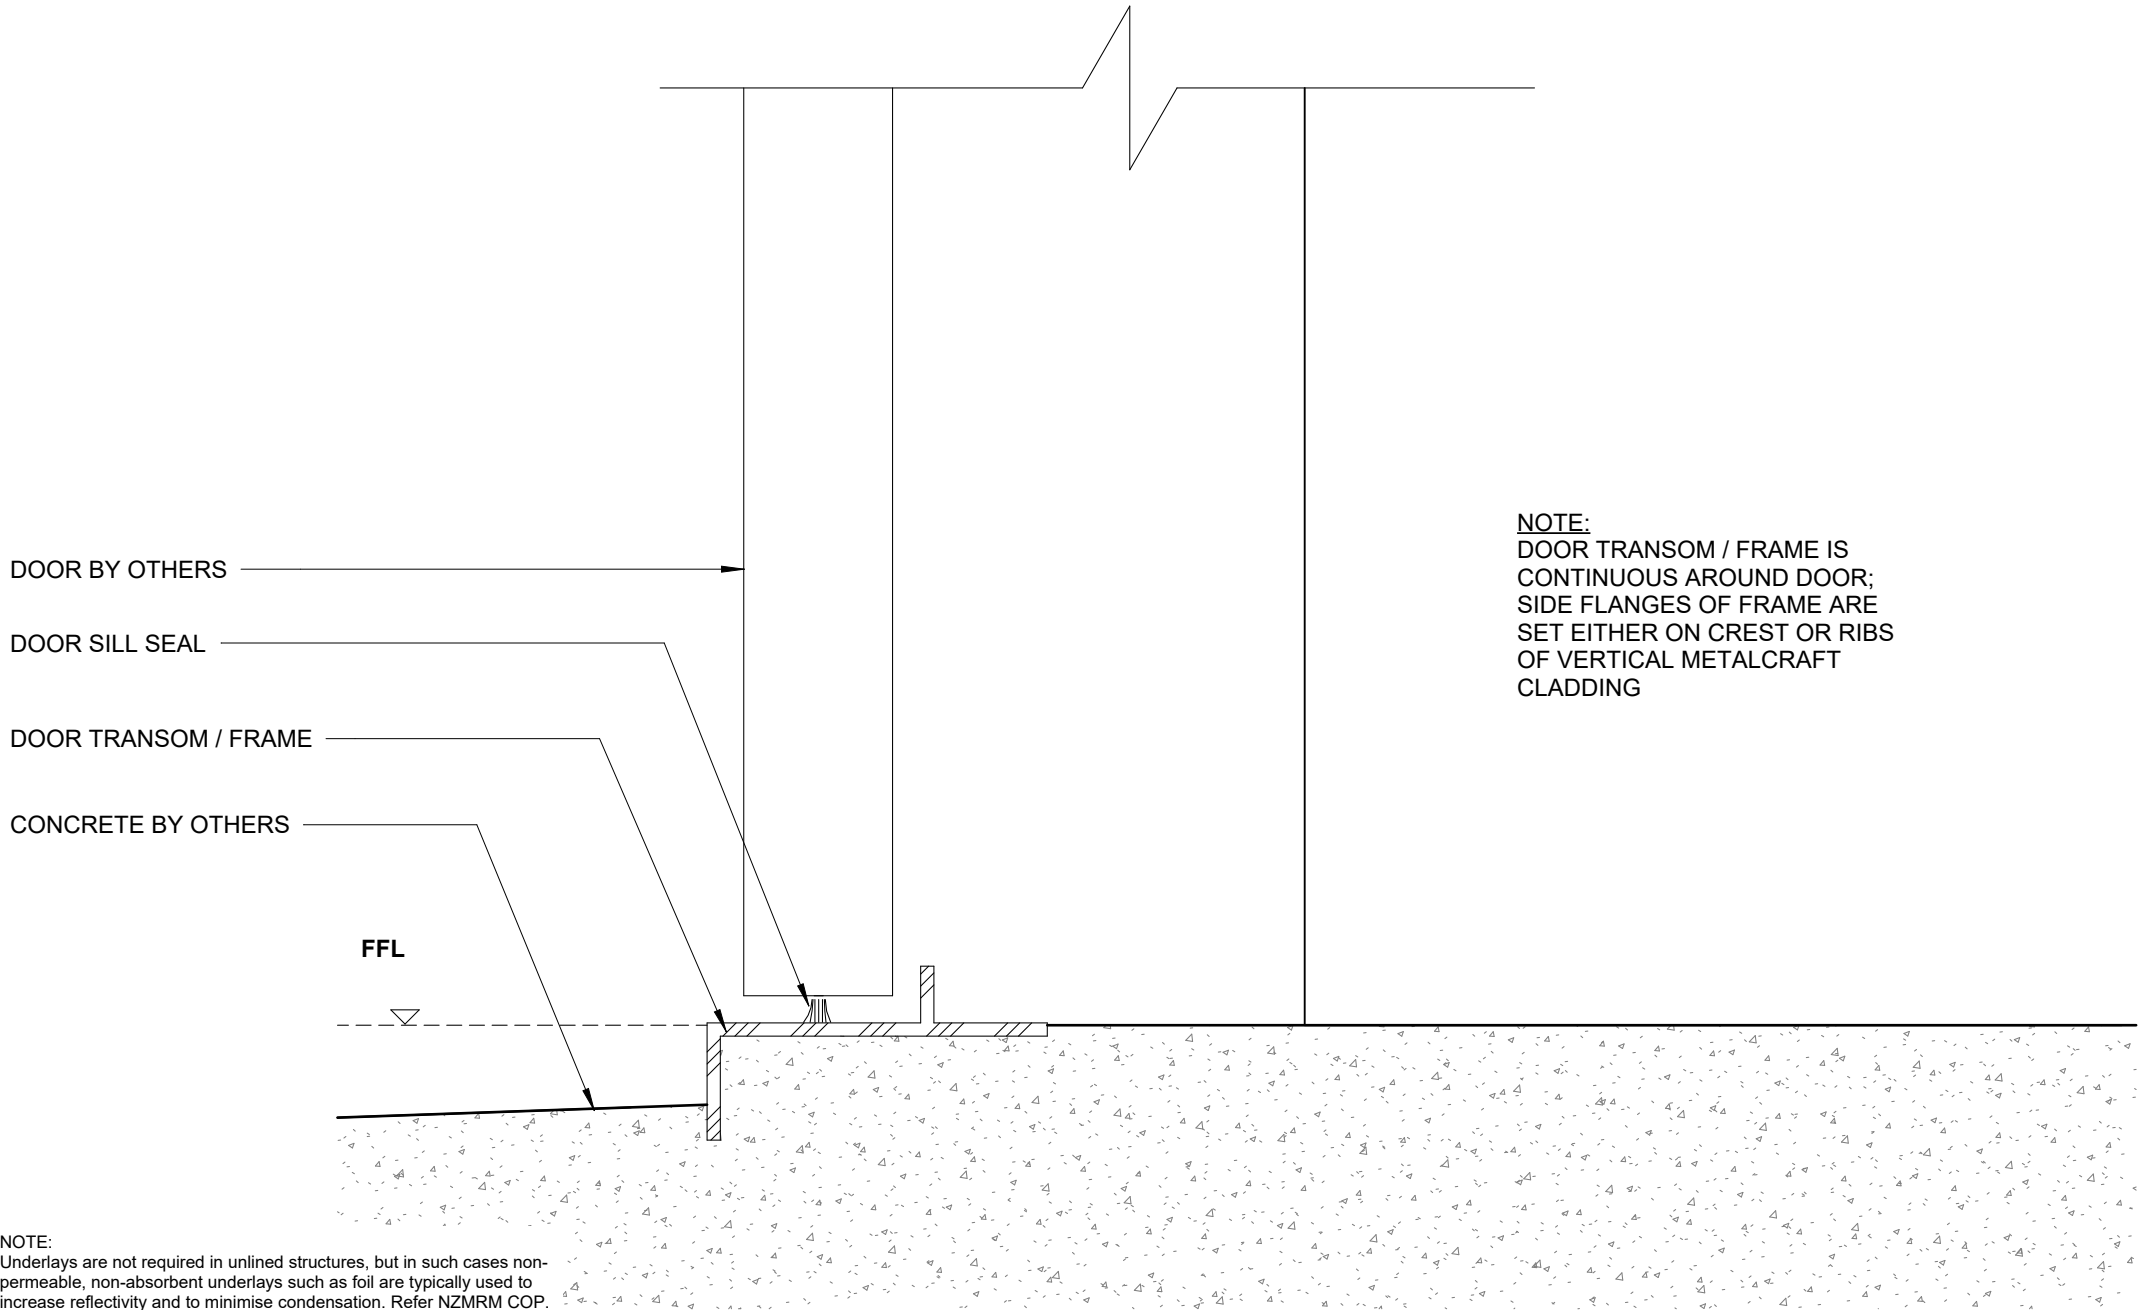 NOTE:
DOOR TRANSOM / FRAME IS
CONTINUOUS AROUND DOOR;
SIDE FLANGES OF FRAME ARE
SET EITHER ON CREST OR RIBS
OF VERTICAL METALCRAFT
CLADDING
DOOR BY OTHERS
DOOR SILL SEAL
DOOR TRANSOM / FRAME
CONCRETE BY OTHERS
FFL
NOTE:
Underlays are not required in unlined structures, but in such cases non-
permeable, non-absorbent underlays such as foil are typically used to
increase reflectivity and to minimise condensation. Refer NZMRM COP.